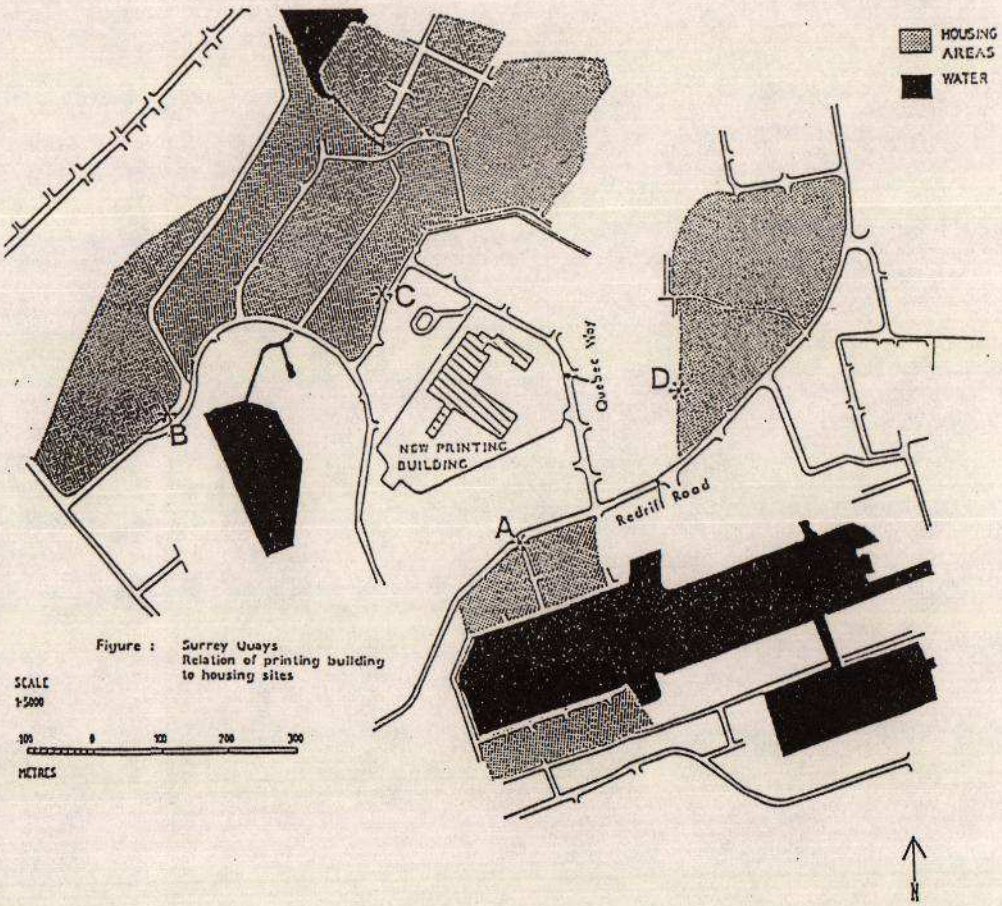 HOUSING
AREAS
WATER
C
Quebec Way
D
B
NEW PRINTING
BUILDING
Redriff Road
A
Figure : Surrey Quays
Relation of printing building
to housing sites
SCALE
1:5000
100 0 100 200 300
METRES
N